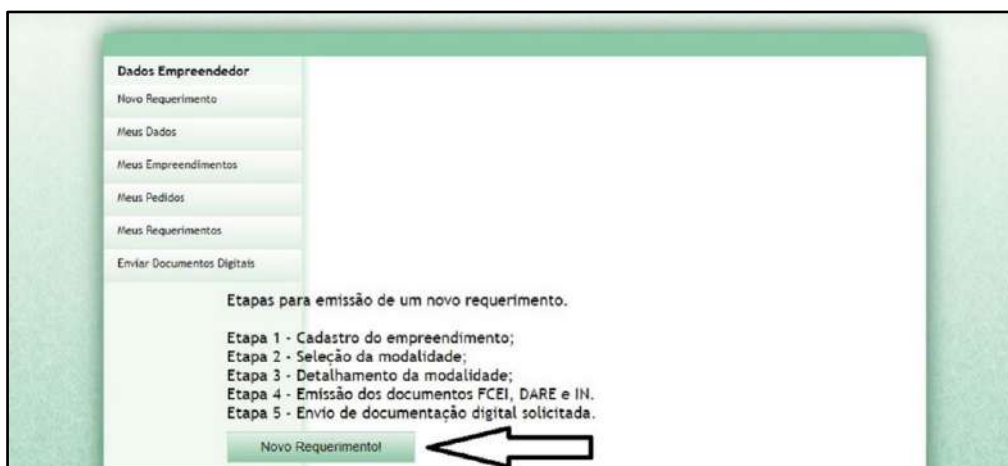 Dados Empreendedor
Novo Requerimento
Meus Dados
Meus Empreendimentos
Meus Pedidos
Meus Requerimentos
Enviar Documentos Digitais
Etapas para emissão de um novo requerimento.
Etapa 1 - Cadastro do empreendimento;
Etapa 2 - Seleção da modalidade;
Etapa 3 - Detalhamento da modalidade;
Etapa 4 - Emissão dos documentos FCEI, DARE e IN.
Etapa 5 - Envio de documentação digital solicitada.
Novo Requerimento!